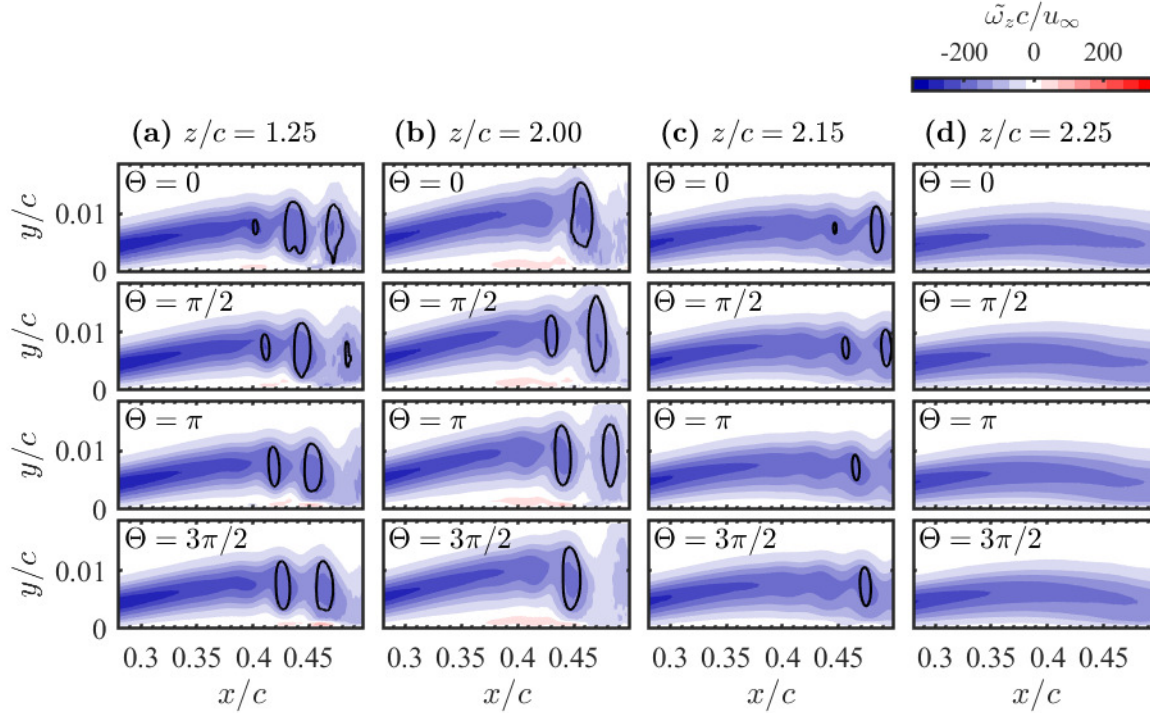 ω̃_z c/u_∞
-200 0 200
(a) z/c = 1.25 (b) z/c = 2.00 (c) z/c = 2.15 (d) z/c = 2.25
Θ = 0 Θ = 0 Θ = 0 Θ = 0
y/c 0.01
0
Θ = π/2 Θ = π/2 Θ = π/2 Θ = π/2
y/c 0.01
0
Θ = π Θ = π Θ = π Θ = π
y/c 0.01
0
Θ = 3π/2 Θ = 3π/2 Θ = 3π/2 Θ = 3π/2
y/c 0.01
0
0.3 0.35 0.4 0.45 0.3 0.35 0.4 0.45 0.3 0.35 0.4 0.45 0.3 0.35 0.4 0.45
x/c x/c x/c x/c